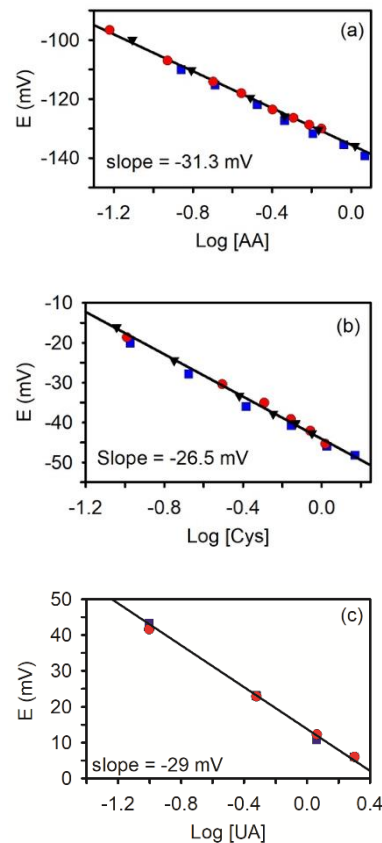 (a)
E (mV)
-100
-120
-140
slope = -31.3 mV
-1.2 -0.8 -0.4 0.0
Log [AA]
(b)
E (mV)
-10
-20
-30
-40
-50
Slope = -26.5 mV
-1.2 -0.8 -0.4 0.0
Log [Cys]
(c)
E (mV)
50
40
30
20
10
0
slope = -29 mV
-1.2 -0.8 -0.4 0.0 0.4
Log [UA]